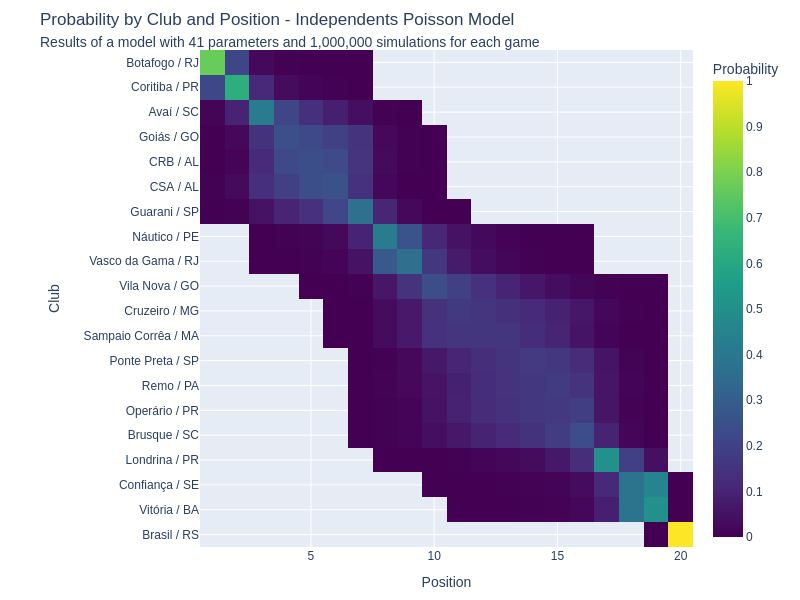 Probability by Club and Position - Independents Poisson Model
Results of a model with 41 parameters and 1,000,000 simulations for each game
Probability
Botafogo / RJ
Coritiba / PR
Avaí / SC
Goiás / GO
CRB / AL
CSA / AL
Guarani / SP
Náutico / PE
Vasco da Gama / RJ
Vila Nova / GO
Cruzeiro / MG
Sampaio Corrêa / MA
Ponte Preta / SP
Remo / PA
Operário / PR
Brusque / SC
Londrina / PR
Confiança / SE
Vitória / BA
Brasil / RS
Club
5
10
15
20
Position
1
0.9
0.8
0.7
0.6
0.5
0.4
0.3
0.2
0.1
0